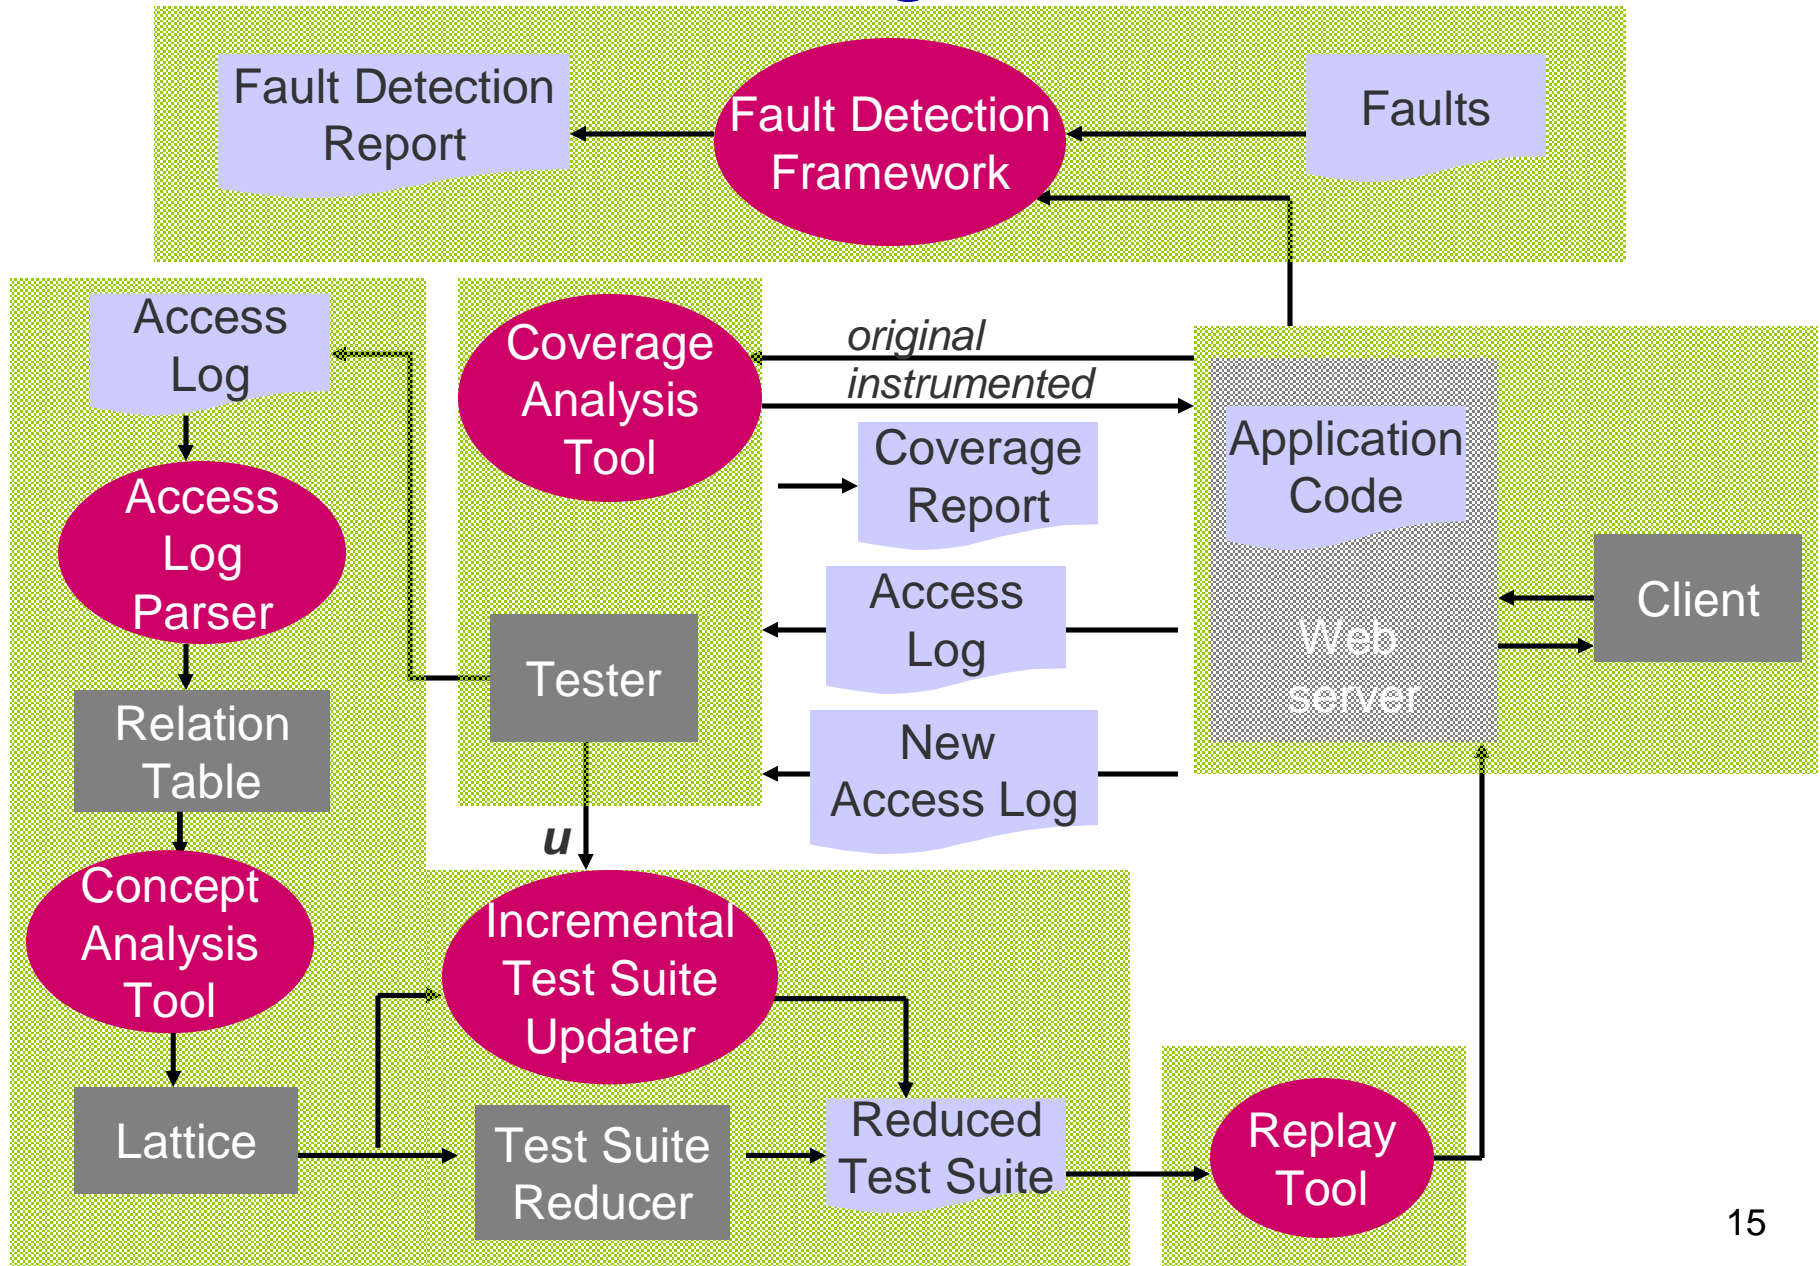 Fault Detection
Report
Fault Detection
Framework
Faults
Access
Log
Coverage
Analysis
Tool
original
instrumented
Coverage
Report
Application
Code
Access
Log
Parser
Access
Log
Client
Web
server
Tester
Relation
Table
New
Access Log
u
Concept
Analysis
Tool
Incremental
Test Suite
Updater
Lattice
Test Suite
Reducer
Reduced
Test Suite
Replay
Tool
15